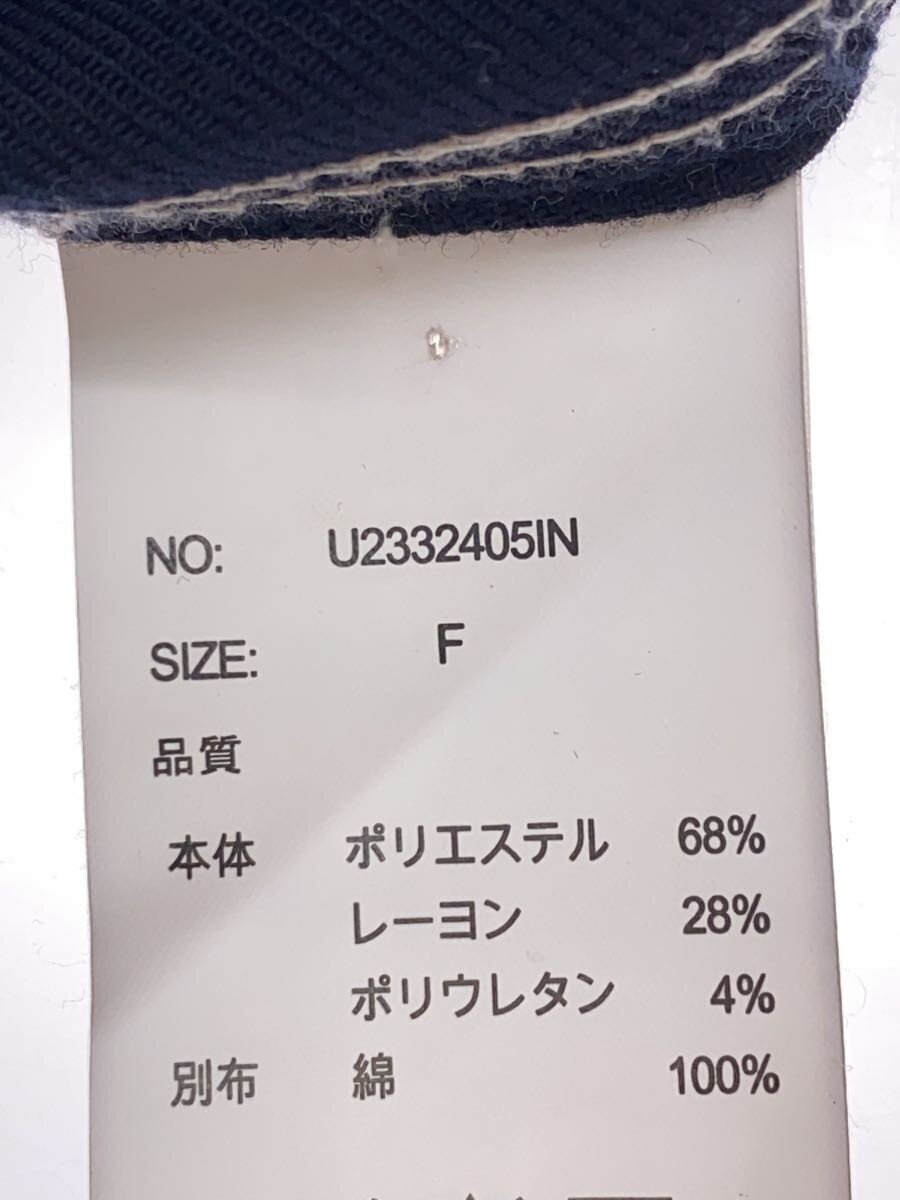 NO: U2332405IN
SIZE: F
品質
本体 ポリエステル 68%
レーヨン 28%
ポリウレタン 4%
別布 綿 100%